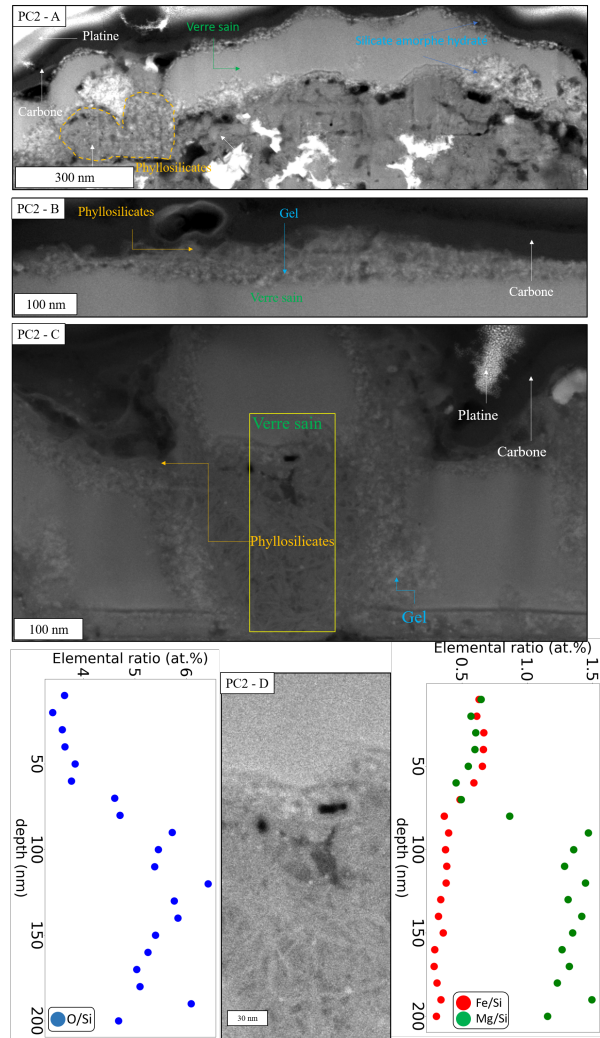 PC2 - A
Platine
Verre sain
Silicate amorphe hydraté
Carbone
Phyllosilicates
300 nm
PC2 - B
Phyllosilicates
Gel
Carbone
100 nm
Verre sain
PC2 - C
Platine
Verre sain
Carbone
Phyllosilicates
Gel
100 nm
Elemental ratio (at.%)
4
5
6
50
100
150
200
depth (nm)
O/Si
PC2 - D
30 nm
Elemental ratio (at.%)
0.5
1.0
1.5
50
100
150
200
depth (nm)
Fe/Si
Mg/Si